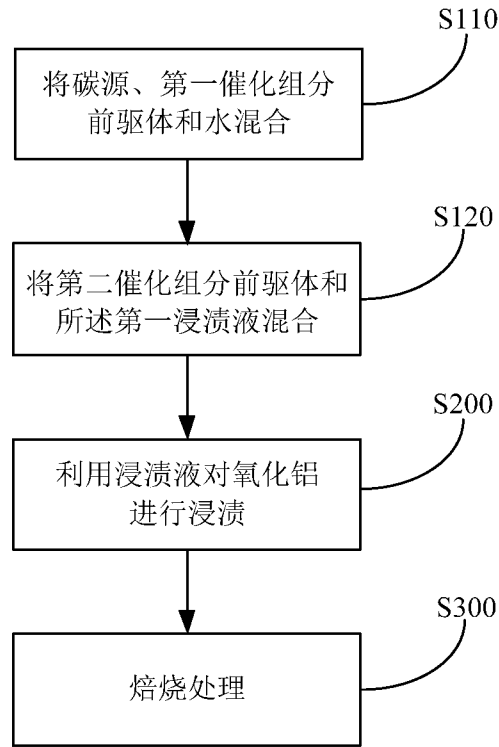 S110
将碳源、第一催化组分
前驱体和水混合
S120
将第二催化组分前驱体和
所述第一浸渍液混合
S200
利用浸渍液对氧化铝
进行浸渍
S300
焙烧处理